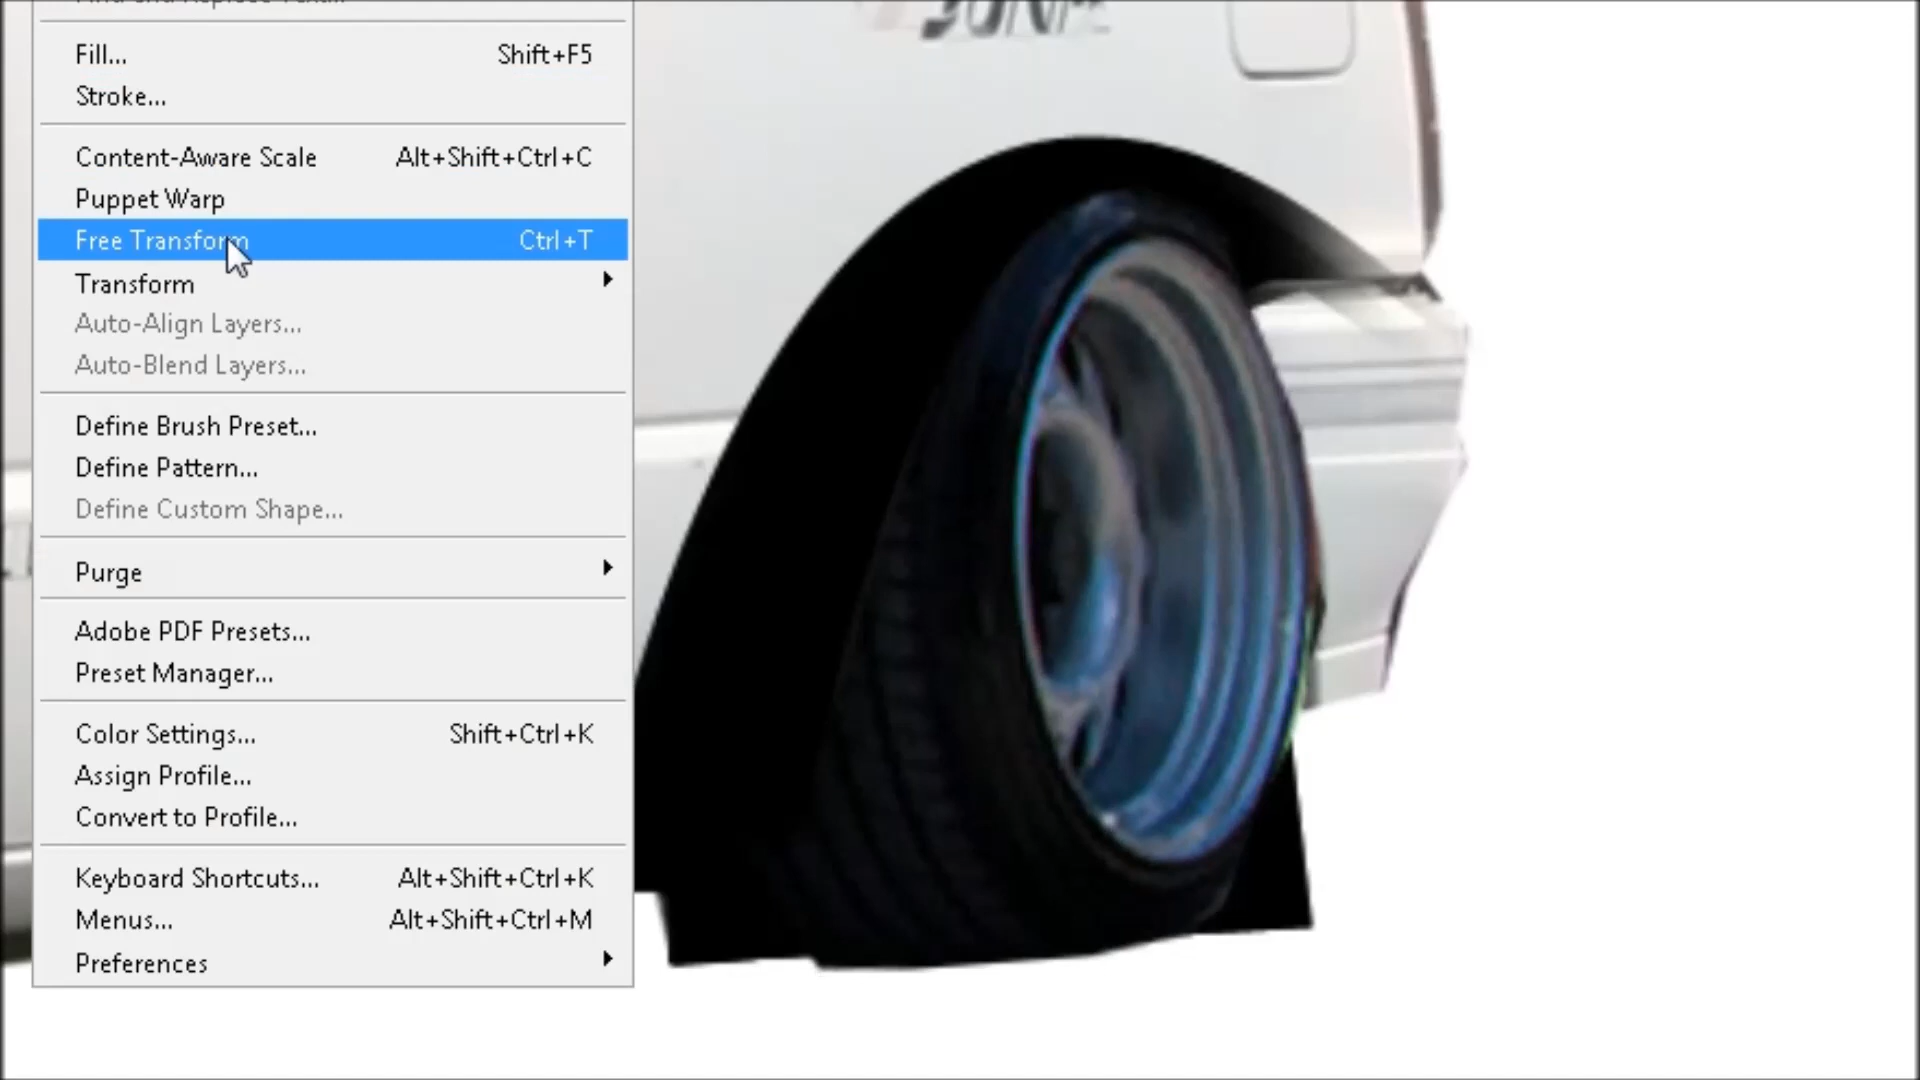 Fill... Shift+F5
Stroke...
Content-Aware Scale Alt+Shift+Ctrl+C
Puppet Warp
Free Transform Ctrl+T
Transform
Auto-Align Layers...
Auto-Blend Layers...
Define Brush Preset...
Define Pattern...
Define Custom Shape...
Purge
Adobe PDF Presets...
Preset Manager...
Color Settings... Shift+Ctrl+K
Assign Profile...
Convert to Profile...
Keyboard Shortcuts... Alt+Shift+Ctrl+K
Menus... Alt+Shift+Ctrl+M
Preferences